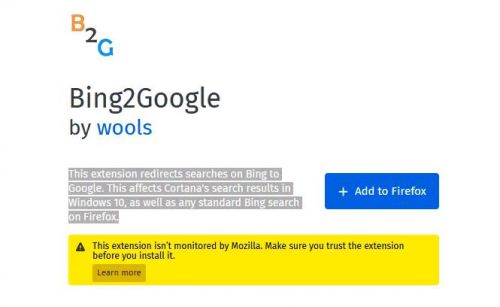 B
2
G
Bing2Google
by wools
This extension redirects searches on Bing to
Google. This affects Cortana's search results in
Windows 10, as well as any standard Bing search
on Firefox.
+ Add to Firefox
This extension isn't monitored by Mozilla. Make sure you trust the extension
before you install it.
Learn more